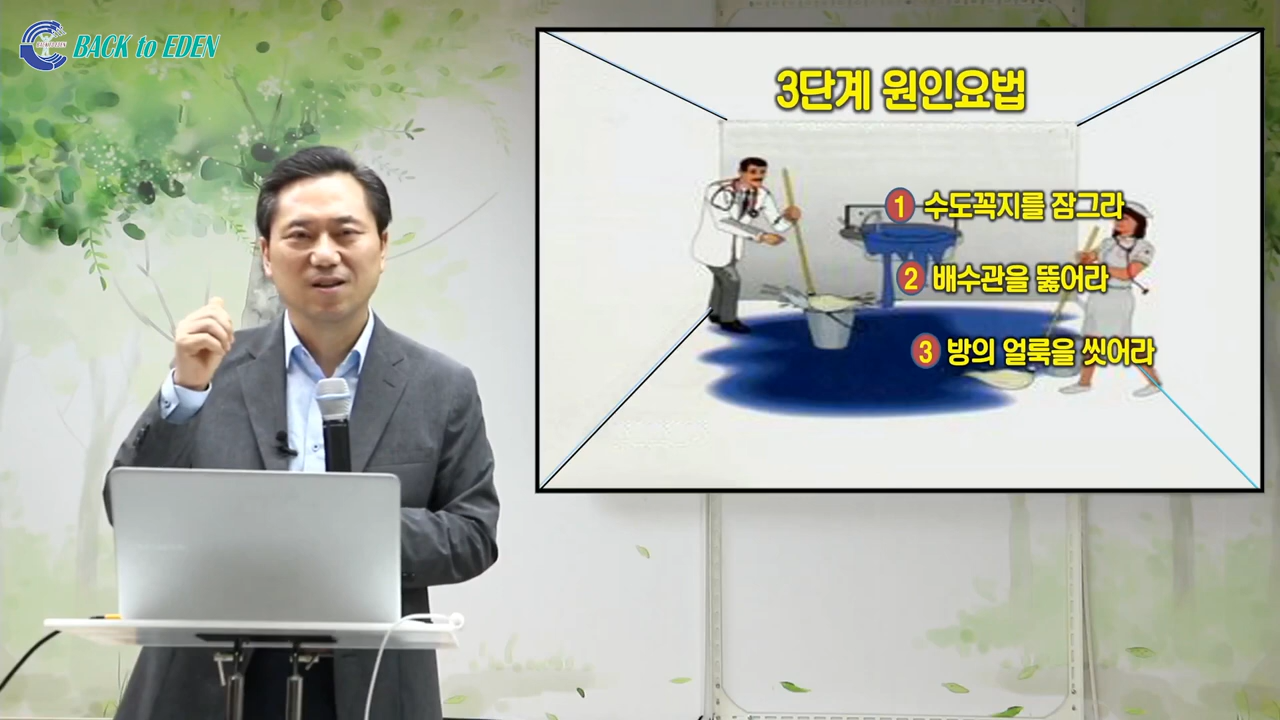 BACK to EDEN
3단계 원인요법
1 수도꼭지를 잠그라
2 배수관을 뚫어라
3 방의 얼룩을 씻어라